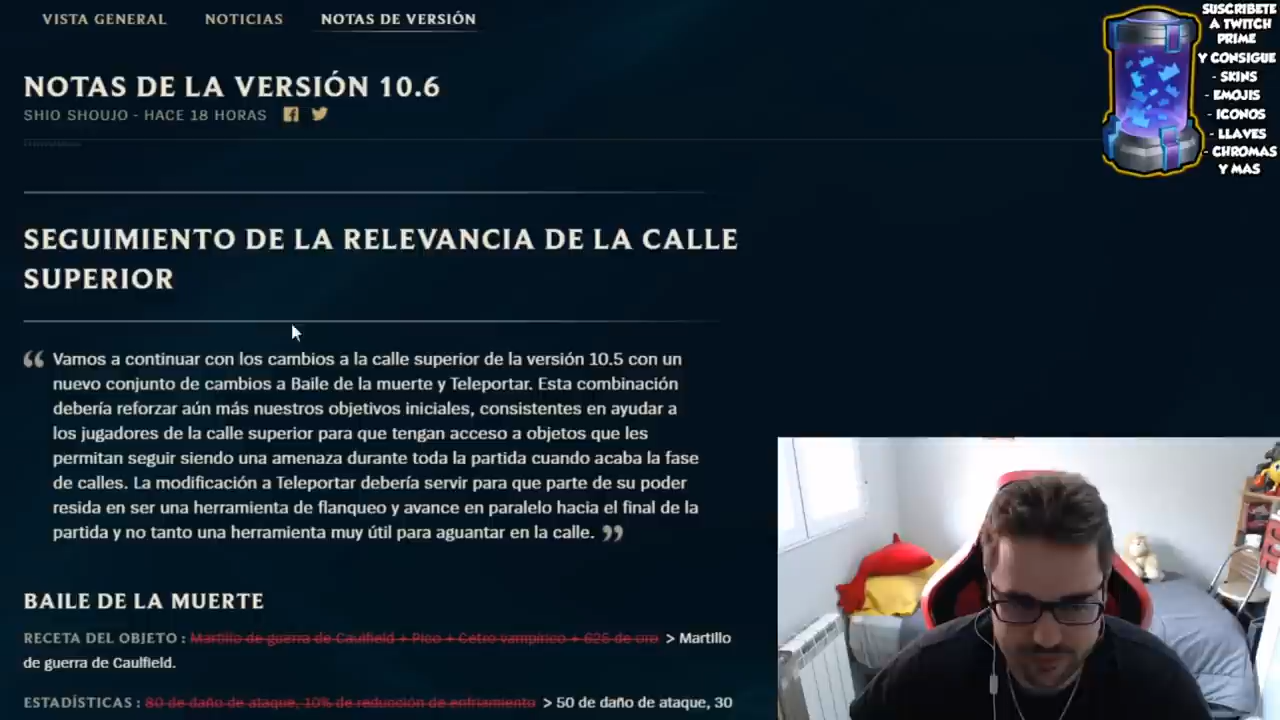 VISTA GENERAL
NOTICIAS
NOTAS DE VERSIÓN
NOTAS DE LA VERSIÓN 10.6
SHIO SHOUJO - HACE 18 HORAS
SEGUIMIENTO DE LA RELEVANCIA DE LA CALLE
SUPERIOR
“ Vamos a continuar con los cambios a la calle superior de la versión 10.5 con un
nuevo conjunto de cambios a Baile de la muerte y Teleportar. Esta combinación
debería reforzar aún más nuestros objetivos iniciales, consistentes en ayudar a
los jugadores de la calle superior para que tengan acceso a objetos que les
permitan seguir siendo una amenaza durante toda la partida cuando acaba la fase
de calles. La modificación a Teleportar debería servir para que parte de su poder
resida en ser una herramienta de flanqueo y avance en paralelo hacia el final de la
partida y no tanto una herramienta muy útil para aguantar en la calle. ”
BAILE DE LA MUERTE
RECETA DEL OBJETO : Martillo de guerra de Caulfield + Pico + Cetro vampírico + 625 de oro > Martillo
de guerra de Caulfield.
ESTADÍSTICAS : 80 de daño de ataque, 10% de reducción de enfriamiento > 50 de daño de ataque, 30
SUSCRIBETE
A TWITCH
PRIME
Y CONSIGUE
- SKINS
- EMOJIS
- ICONOS
- LLAVES
- CHROMAS
Y MAS